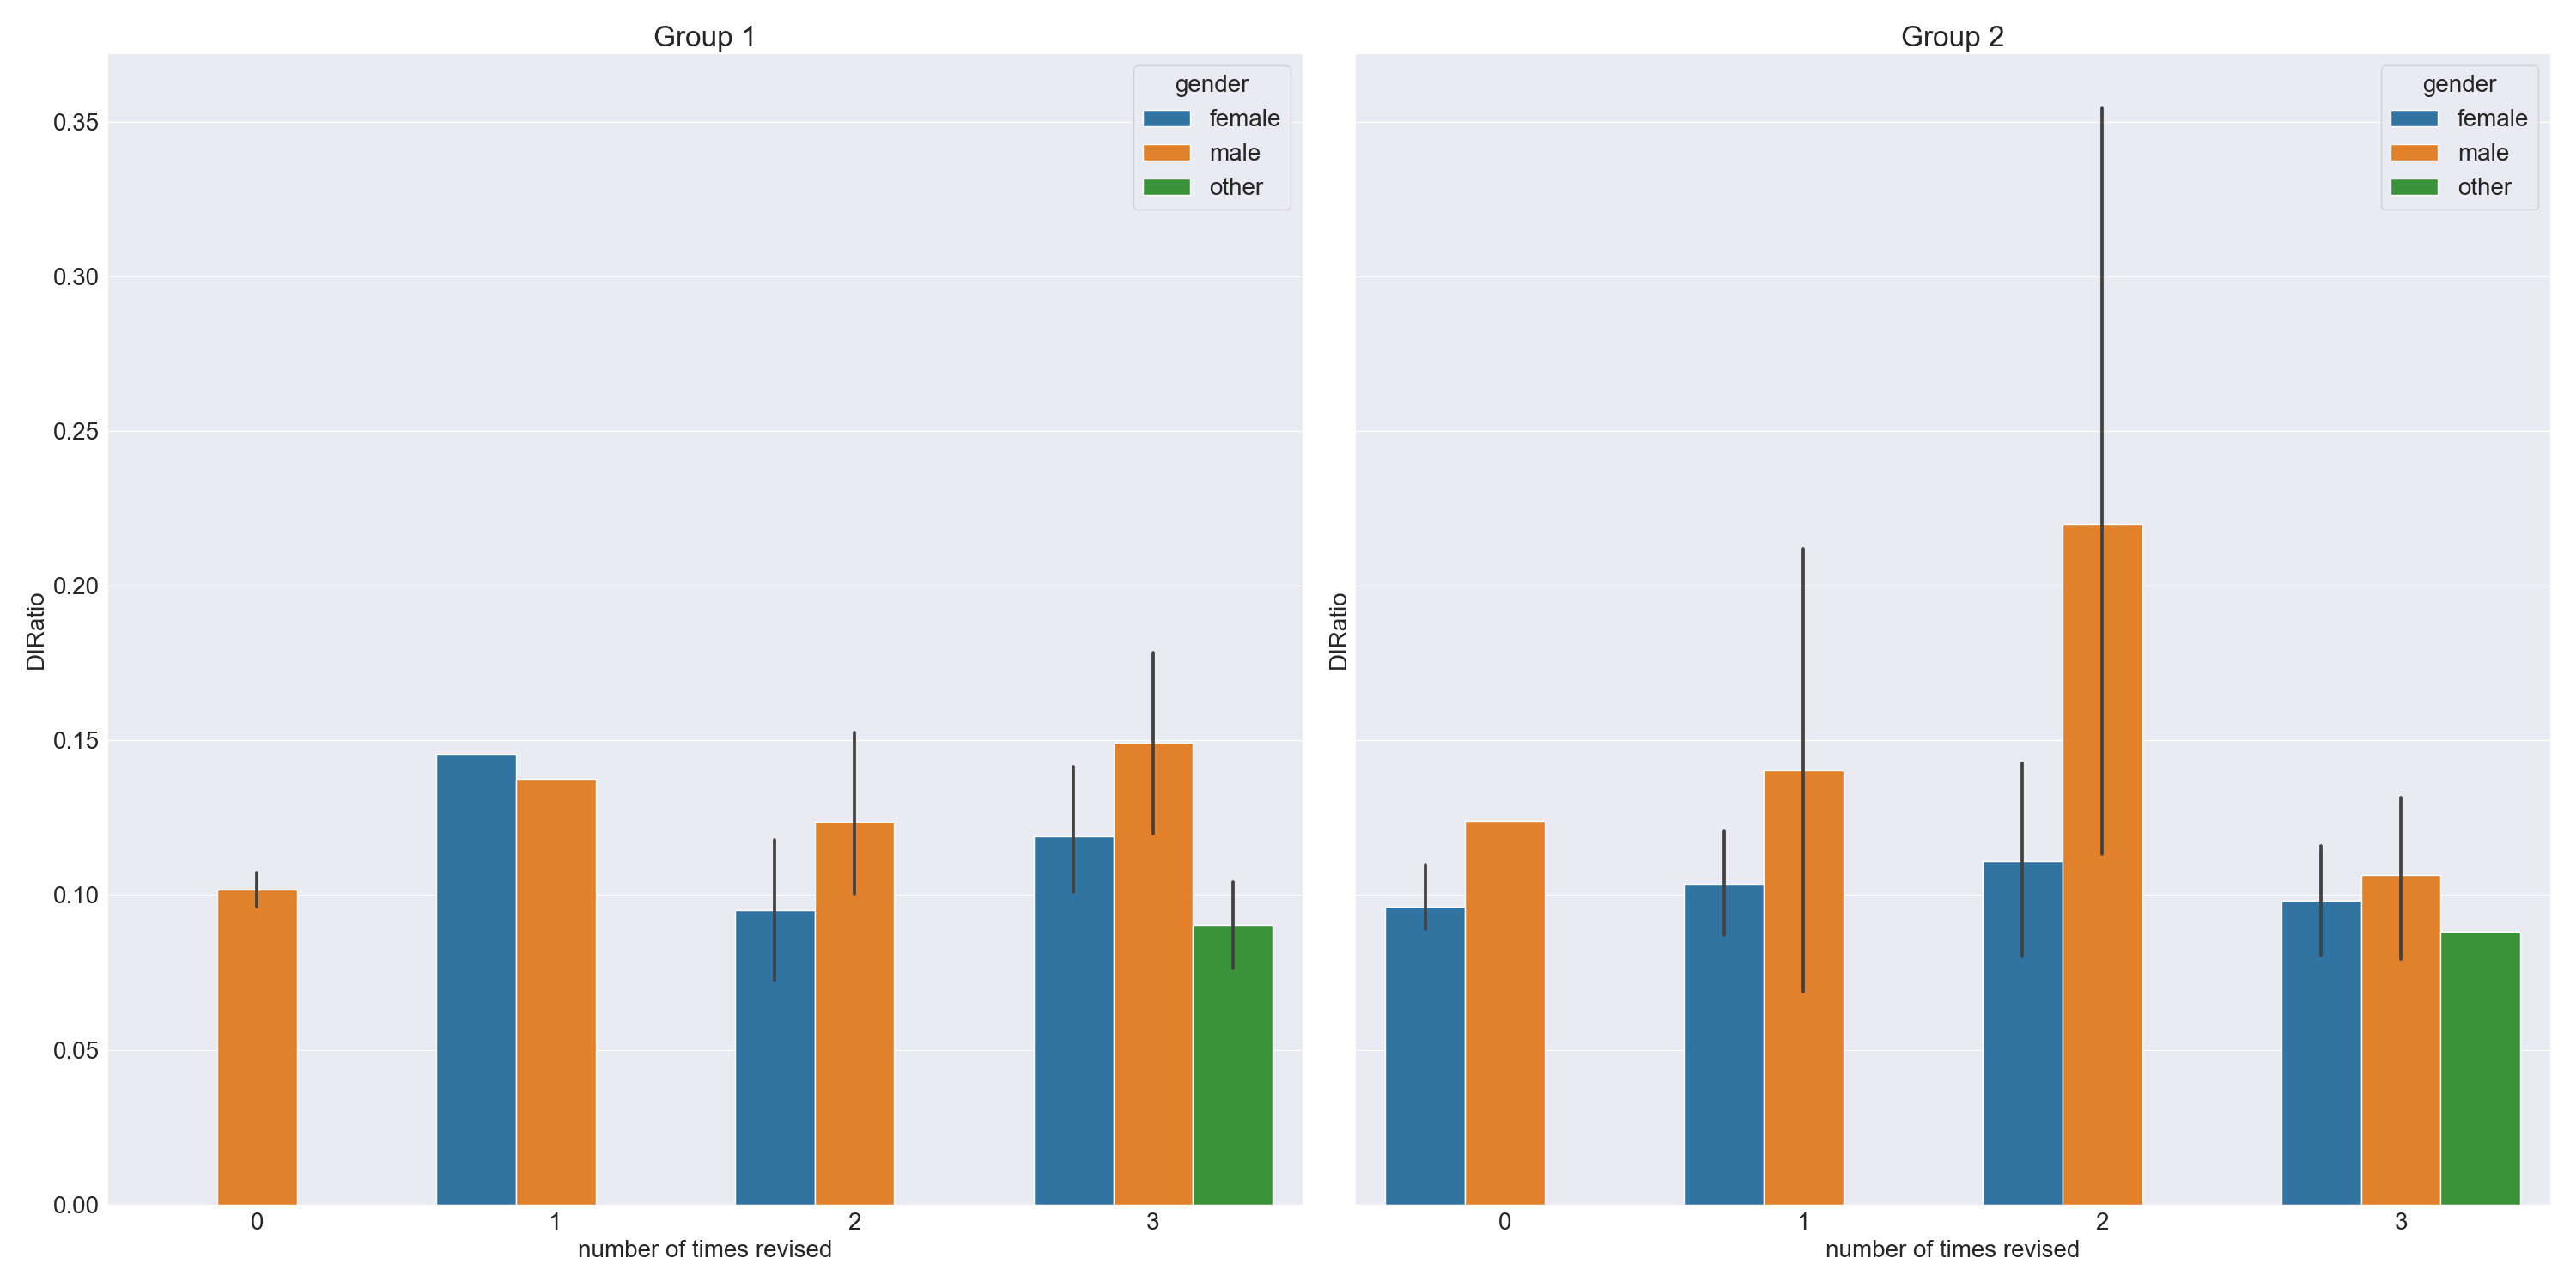 Group 1
gender
female
male
other
0.35
0.30
0.25
0.20
0.15
0.10
0.05
0.00
DIRatio
0 1 2 3
number of times revised
Group 2
gender
female
male
other
DIRatio
0 1 2 3
number of times revised